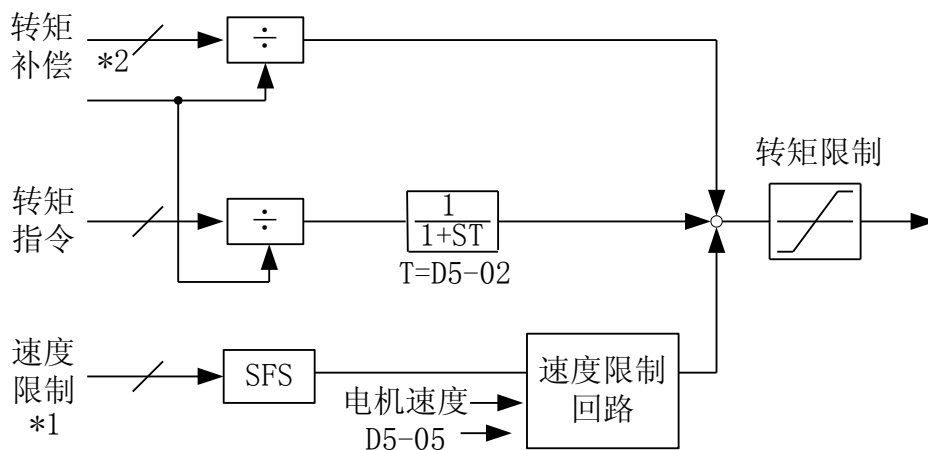 转矩
补偿
*2
÷
转矩限制
转矩
指令
÷
1
1+ST
T=D5-02
速度
限制
*1
SFS
电机速度
D5-05
速度限制
回路